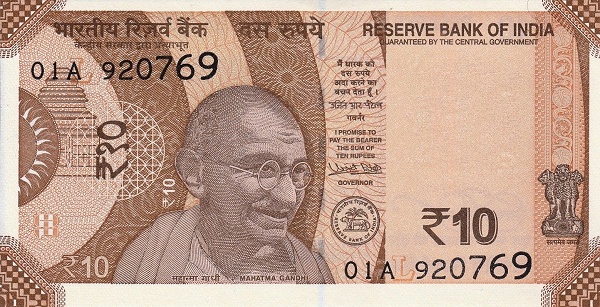 भारतीय रिज़र्व बैंक
केन्द्रीय सरकार द्वारा प्रत्याभूत
दस रुपये
RESERVE BANK OF INDIA
GUARANTEED BY THE CENTRAL GOVERNMENT
01A 920769
L
मैं धारक को
दस रुपये
अदा करने का
वचन देता हूँ।
गवर्नर
I PROMISE TO
PAY THE BEARER
THE SUM OF
TEN RUPEES
GOVERNOR
₹10
₹10
₹10
₹10
सत्यमेव जयते
01A 920769
L
महात्मा गांधी
MAHATMA GANDHI